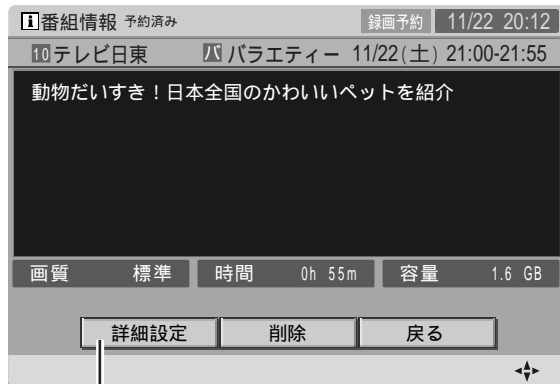 i番組情報 予約済み 録画予約 11/22 20:12
10テレビ日東 バ バラエティー 11/22(土) 21:00-21:55
動物だいすき！日本全国のかわいいペットを紹介
画質 標準 時間 0h 55m 容量 1.6 GB
詳細設定 削除 戻る